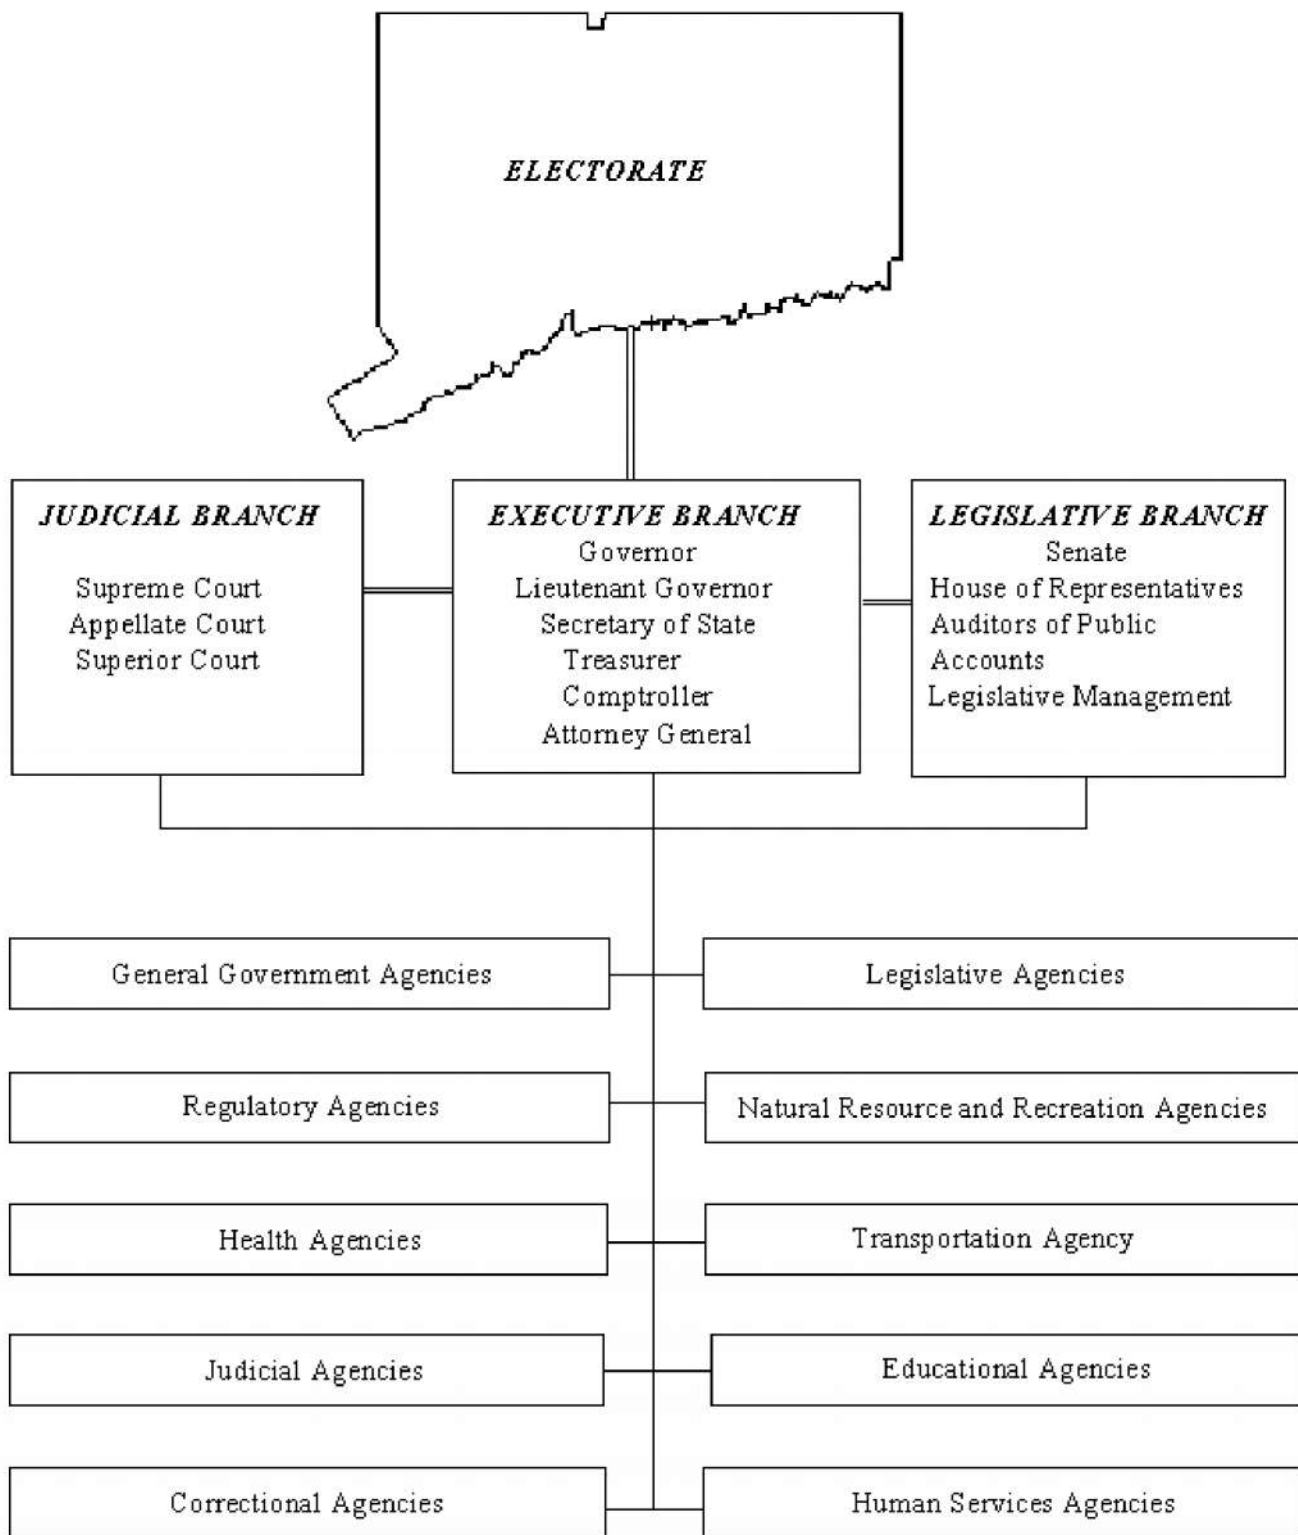 ELECTORATE
JUDICIAL BRANCH
Supreme Court
Appellate Court
Superior Court
EXECUTIVE BRANCH
Governor
Lieutenant Governor
Secretary of State
Treasurer
Comptroller
Attorney General
LEGISLATIVE BRANCH
Senate
House of Representatives
Auditors of Public
Accounts
Legislative Management
General Government Agencies
Legislative Agencies
Regulatory Agencies
Natural Resource and Recreation Agencies
Health Agencies
Transportation Agency
Judicial Agencies
Educational Agencies
Correctional Agencies
Human Services Agencies